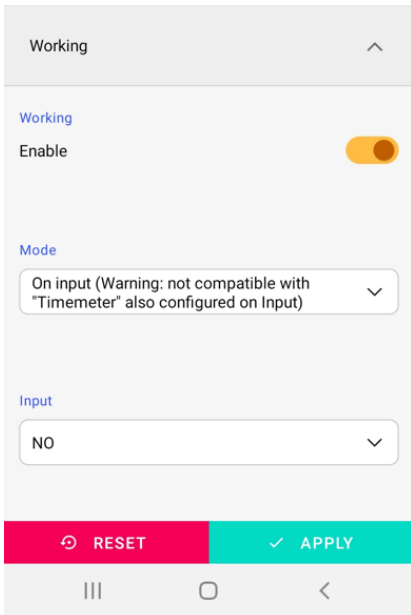 Working
Working
Enable
Mode
On input (Warning: not compatible with
"Timemeter" also configured on Input)
Input
NO
RESET
APPLY